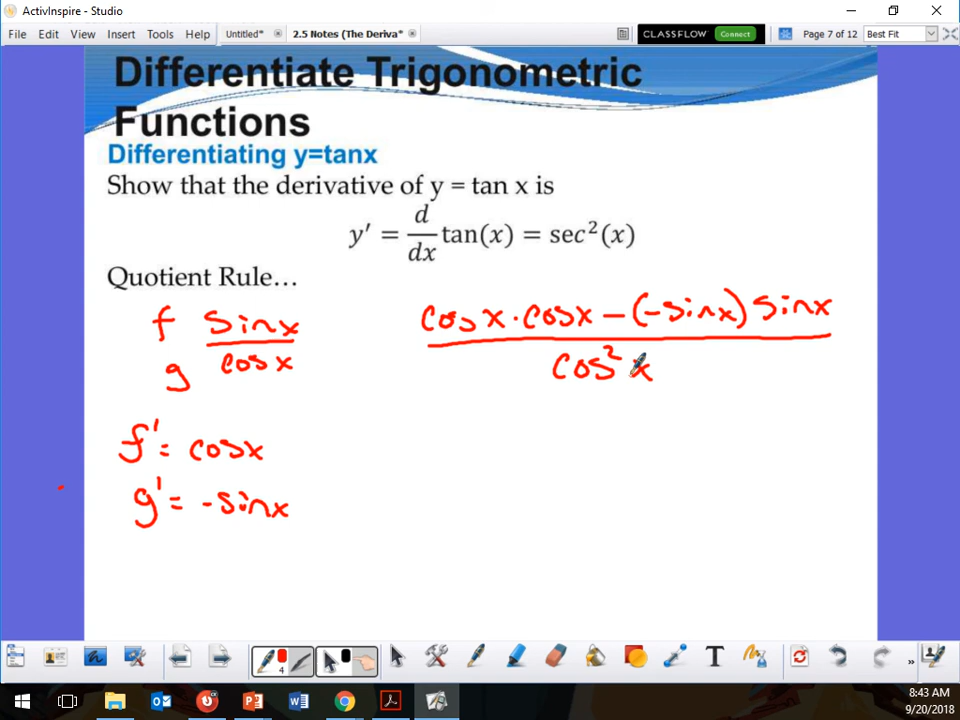 ActivInspire - Studio
File Edit View Insert Tools Help Untitled* 2.5 Notes (The Deriva* CLASSFLOW Connect Page 7 of 12 Best Fit
Differentiate Trigonometric
Functions
Differentiating y=tanx
Show that the derivative of y = tan x is
y′ = d/dx tan(x) = sec²(x)
Quotient Rule…
f sinx
g cosx
cosx · cosx − (-sinx) sinx
cos² x
f' = cosx
g' = -sinx
4
T
»
8:43 AM
9/20/2018